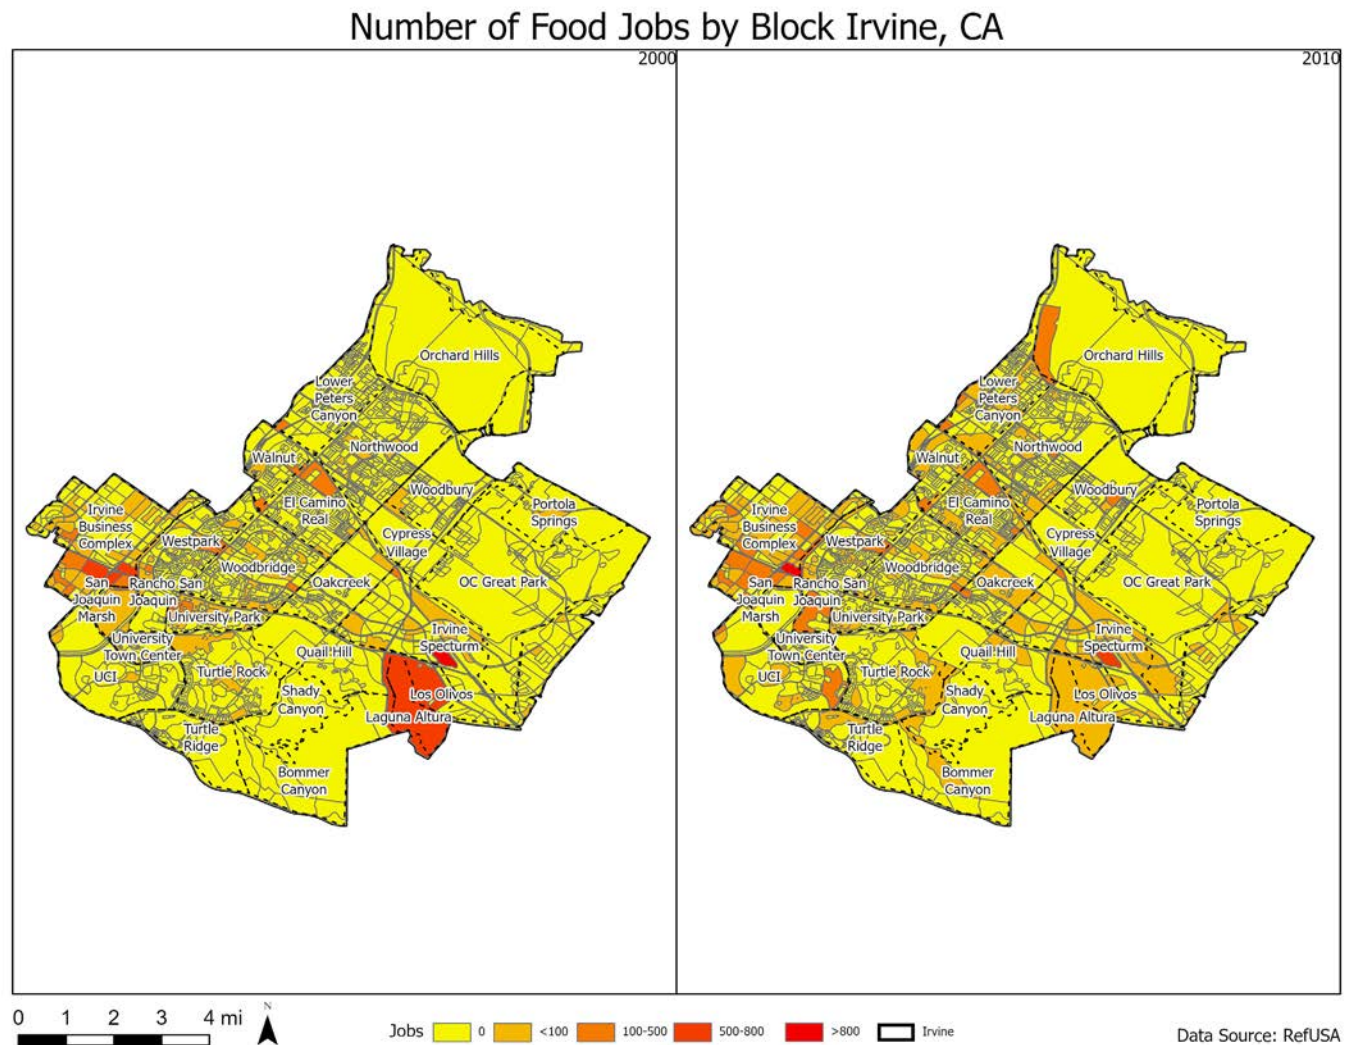 Number of Food Jobs by Block Irvine, CA
2000
Orchard Hills
Lower
Peters
Canyon
Walnut
Northwood
Irvine
Business
Complex
El Camino
Real
Woodbury
Portola
Springs
Westpark
Cypress
Village
Woodbridge
Oakcreek
OC Great Park
San
Joaquin
Marsh
Rancho San
Joaquin
University Park
University
Town Center
Irvine
Specturm
Quail Hill
UCI
Turtle Rock
Shady
Canyon
Los Olivos
Laguna Altura
Turtle
Ridge
Bommer
Canyon
2010
Orchard Hills
Lower
Peters
Canyon
Walnut
Northwood
Irvine
Business
Complex
El Camino
Real
Woodbury
Portola
Springs
Westpark
Cypress
Village
Woodbridge
Oakcreek
OC Great Park
San
Joaquin
Marsh
Rancho San
Joaquin
University Park
University
Town Center
Irvine
Specturm
Quail Hill
UCI
Turtle Rock
Shady
Canyon
Los Olivos
Laguna Altura
Turtle
Ridge
Bommer
Canyon
0 1 2 3 4 mi
N
Jobs 0 <100 100-500 500-800 >800 Irvine
Data Source: RefUSA